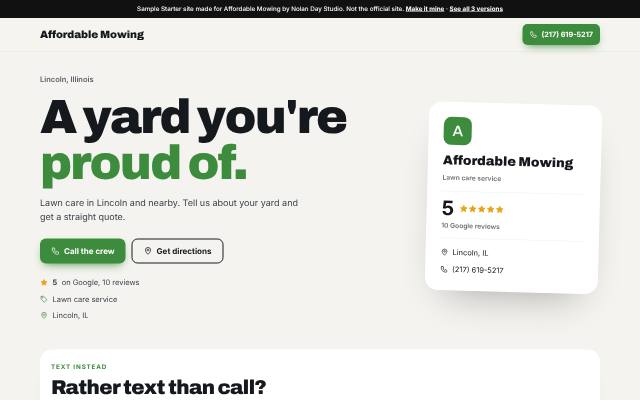 Sample Starter site made for Affordable Mowing by Nolan Day Studio. Not the official site. Make it mine · See all 3 versions
Affordable Mowing
(217) 619-5217
Lincoln, Illinois
A yard you're
proud of.
Lawn care in Lincoln and nearby. Tell us about your yard and
get a straight quote.
Call the crew
Get directions
5 on Google, 10 reviews
Lawn care service
Lincoln, IL
A
Affordable Mowing
Lawn care service
5
10 Google reviews
Lincoln, IL
(217) 619-5217
TEXT INSTEAD
Rather text than call?